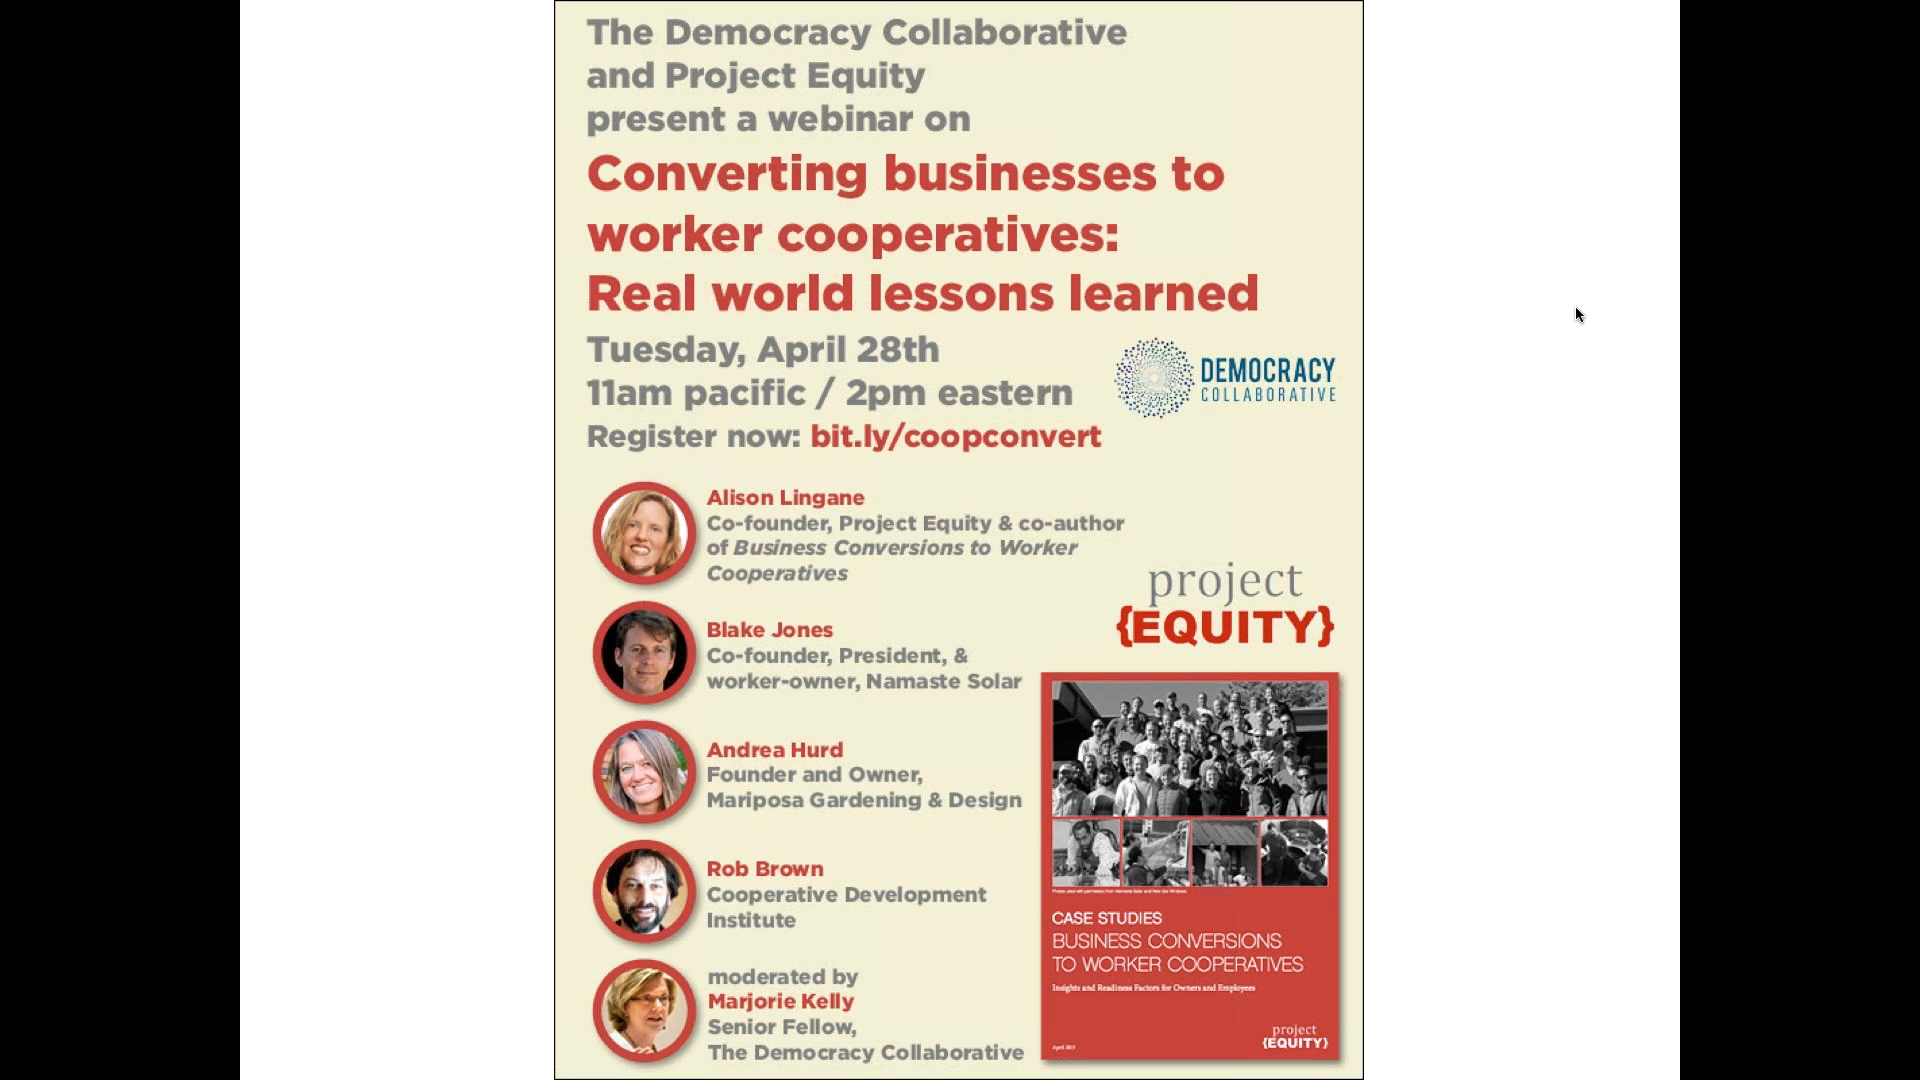 The Democracy Collaborative
and Project Equity
present a webinar on
Converting businesses to
worker cooperatives:
Real world lessons learned
Tuesday, April 28th
11am pacific / 2pm eastern
Register now: bit.ly/coopconvert
DEMOCRACY
COLLABORATIVE
Alison Lingane
Co-founder, Project Equity & co-author
of Business Conversions to Worker
Cooperatives
project
{EQUITY}
Blake Jones
Co-founder, President, &
worker-owner, Namaste Solar
Andrea Hurd
Founder and Owner,
Mariposa Gardening & Design
Rob Brown
Cooperative Development
Institute
moderated by
Marjorie Kelly
Senior Fellow,
The Democracy Collaborative
CASE STUDIES
BUSINESS CONVERSIONS
TO WORKER COOPERATIVES
Insights and Readiness Factors for Owners and Employees
project
{EQUITY}